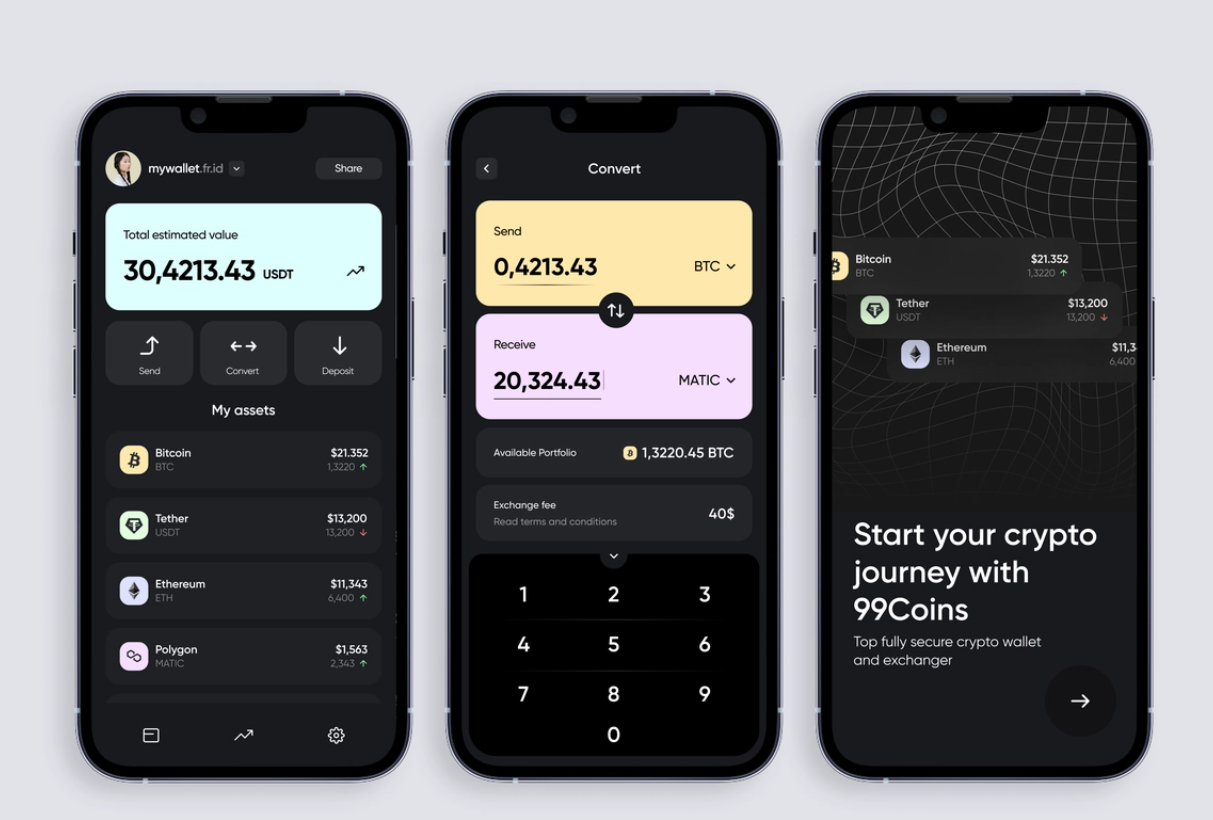 mywallet.fr.id
Share
Total estimated value
30,4213.43 USDT
Send
Convert
Deposit
My assets
Bitcoin
$21.352
BTC
1,3220
Tether
$13,200
USDT
13,200
Ethereum
$11,343
ETH
6,400
Polygon
$1,563
MATIC
2,343
Convert
Send
0,4213.43
BTC
Receive
20,324.43
MATIC
Available Portfolio
1,3220.45 BTC
Exchange fee
Read terms and conditions
40$
1 2 3
4 5 6
7 8 9
0
Bitcoin
$21.352
BTC
1,3220
Tether
$13,200
USDT
13,200
Ethereum
$11,3
ETH
6,400
Start your crypto
journey with
99Coins
Top fully secure crypto wallet
and exchanger